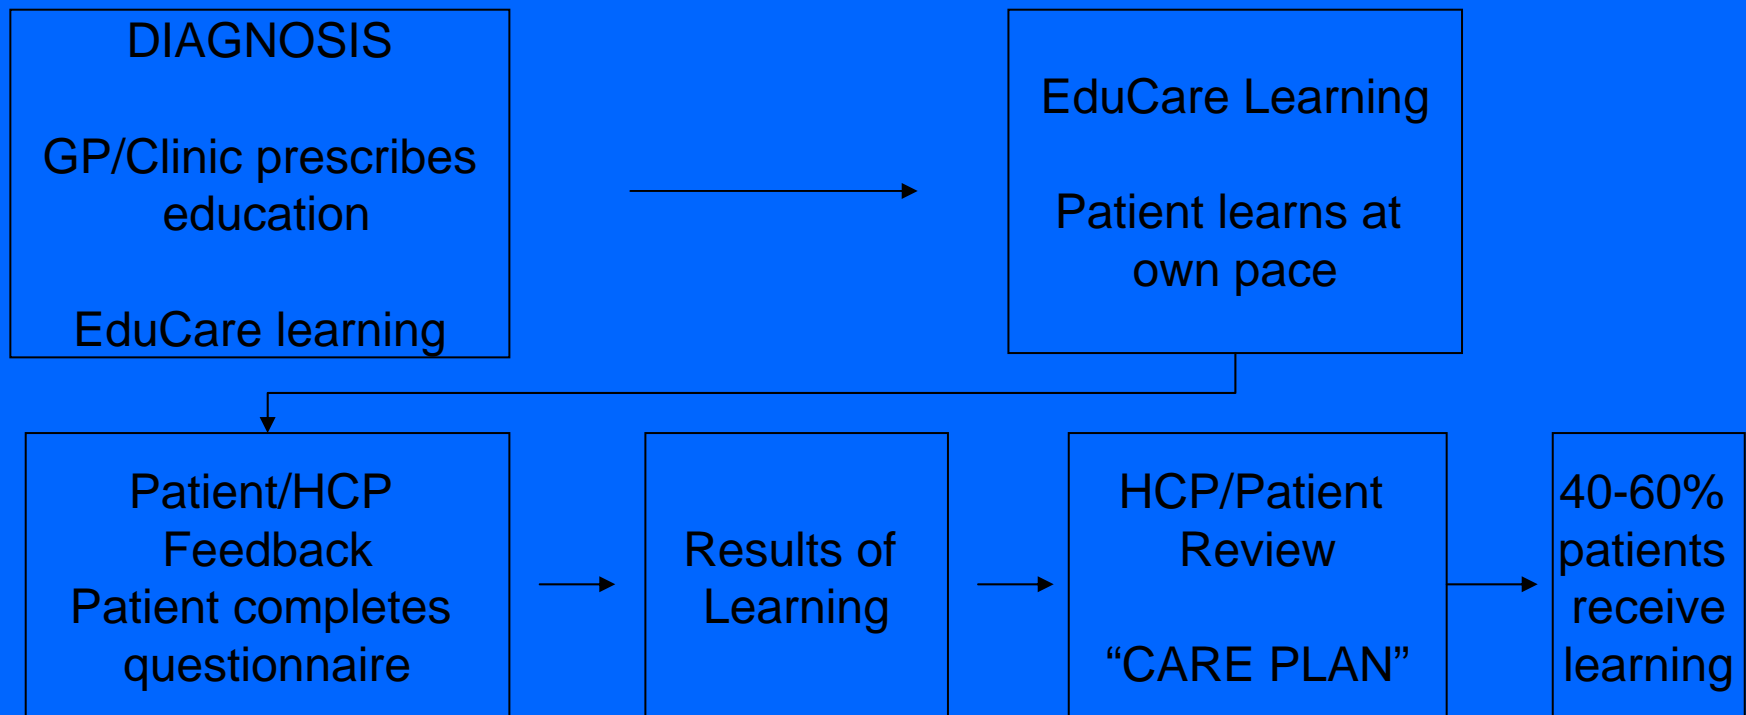 DIAGNOSIS
GP/Clinic prescribes
education
EduCare learning
EduCare Learning
Patient learns at
own pace
Patient/HCP
Feedback
Patient completes
questionnaire
Results of
Learning
HCP/Patient
Review
“CARE PLAN”
40-60%
patients
receive
learning